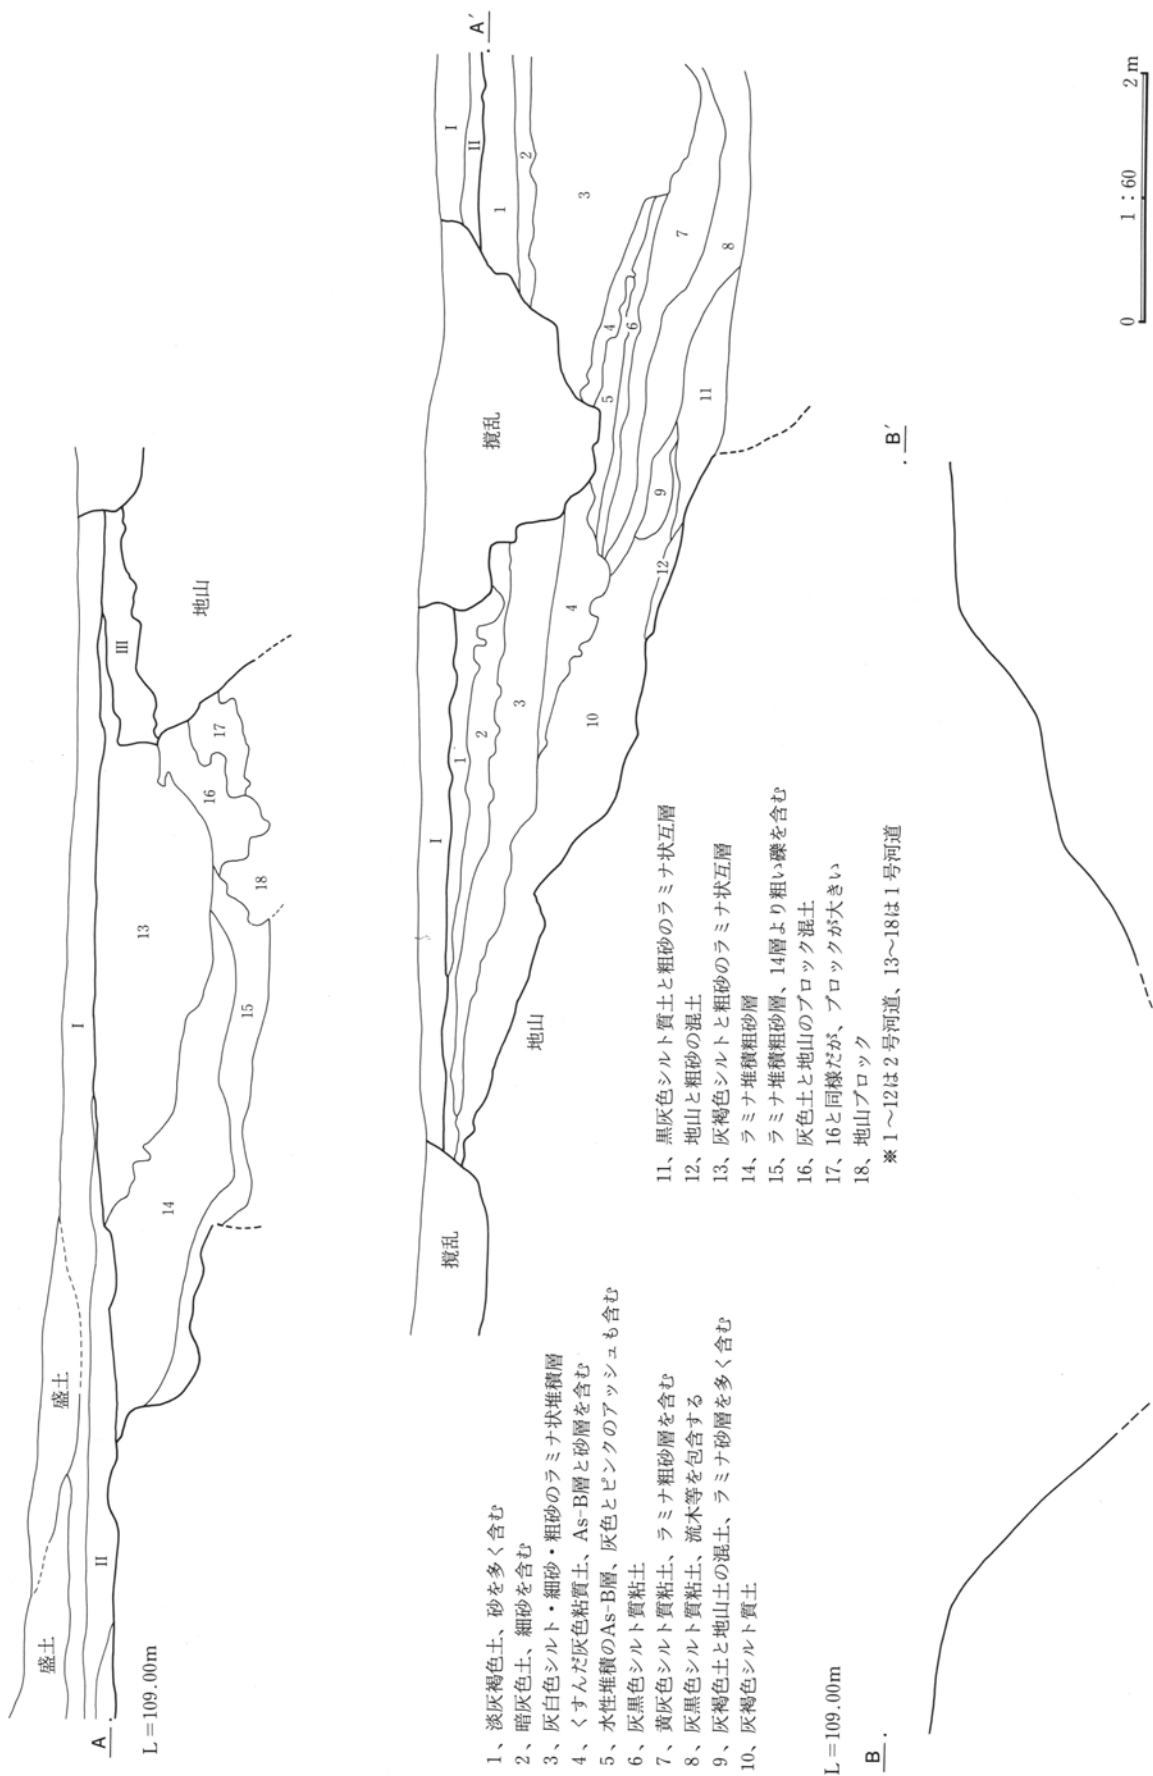 盛土
盛土
I
II
III
13
14
15
16
17
18
地山
A
L＝109.00m
A′
I
II
1
2
3
4
5
6
7
8
9
11
12
攪乱
I
1
2
3
4
10
地山
攪乱
1、淡灰褐色土、砂を多く含む
2、暗灰色土、細砂を含む
3、灰白色シルト・細砂・粗砂のラミナ状堆積層
4、くすんだ灰色粘質土、As-B層と砂層を含む
5、水性堆積のAs-B層、灰色とピンクのアッシュも含む
6、灰黒色シルト質粘土
7、黄灰色シルト質粘土、ラミナ粗砂層を含む
8、灰黒色シルト質粘土、流木等を包含する
9、灰褐色土と地山土の混土、ラミナ砂層を多く含む
10、灰褐色シルト質土
11、黒灰色シルト質土と粗砂のラミナ状互層
12、地山と粗砂の混土
13、灰褐色シルトと粗砂のラミナ状互層
14、ラミナ堆積粗砂層
15、ラミナ堆積粗砂層、14層より粗い礫を含む
16、灰色土と地山のブロック混土
17、16と同様だが、ブロックが大きい
18、地山ブロック
※1～12は2号河道、13～18は1号河道
L＝109.00m
B
B′
0 1：60 2m